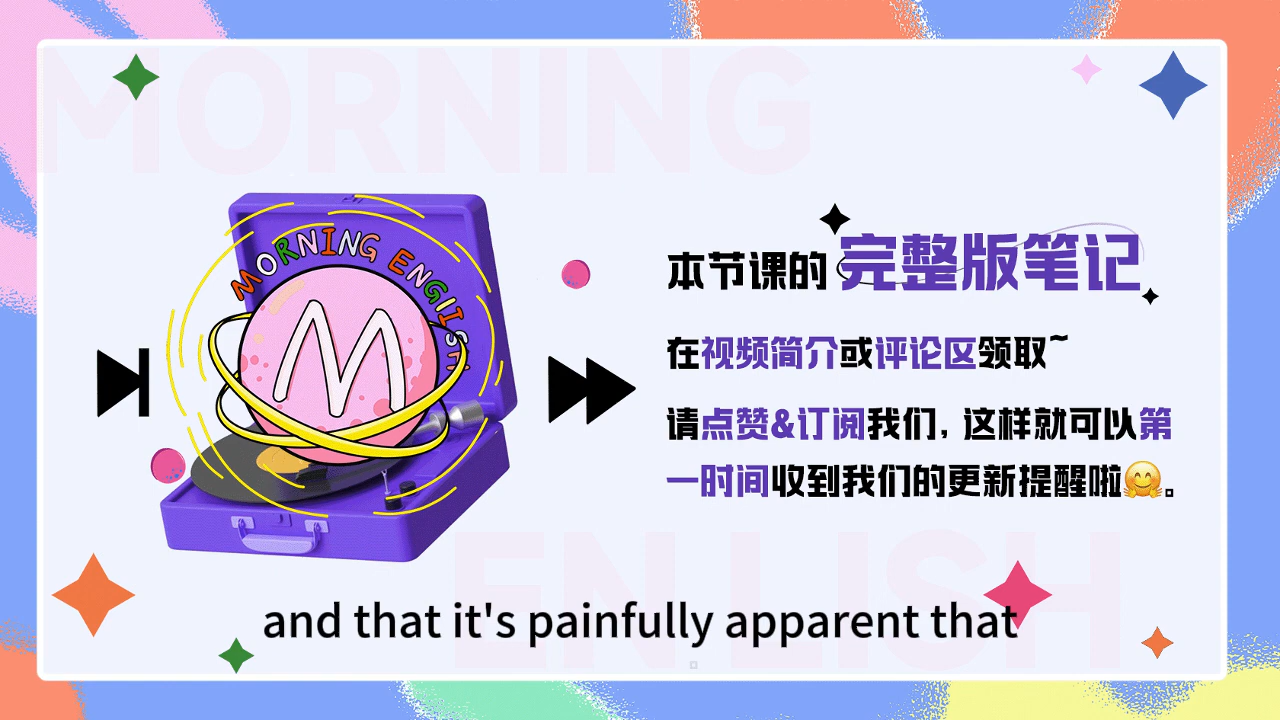 MORNING
MORNING ENGlISH
M
本节课的 完整版笔记
在视频简介或评论区领取~
请点赞&订阅我们, 这样就可以第
一时间收到我们的更新提醒啦🤗。
EN LISH
and that it's painfully apparent that